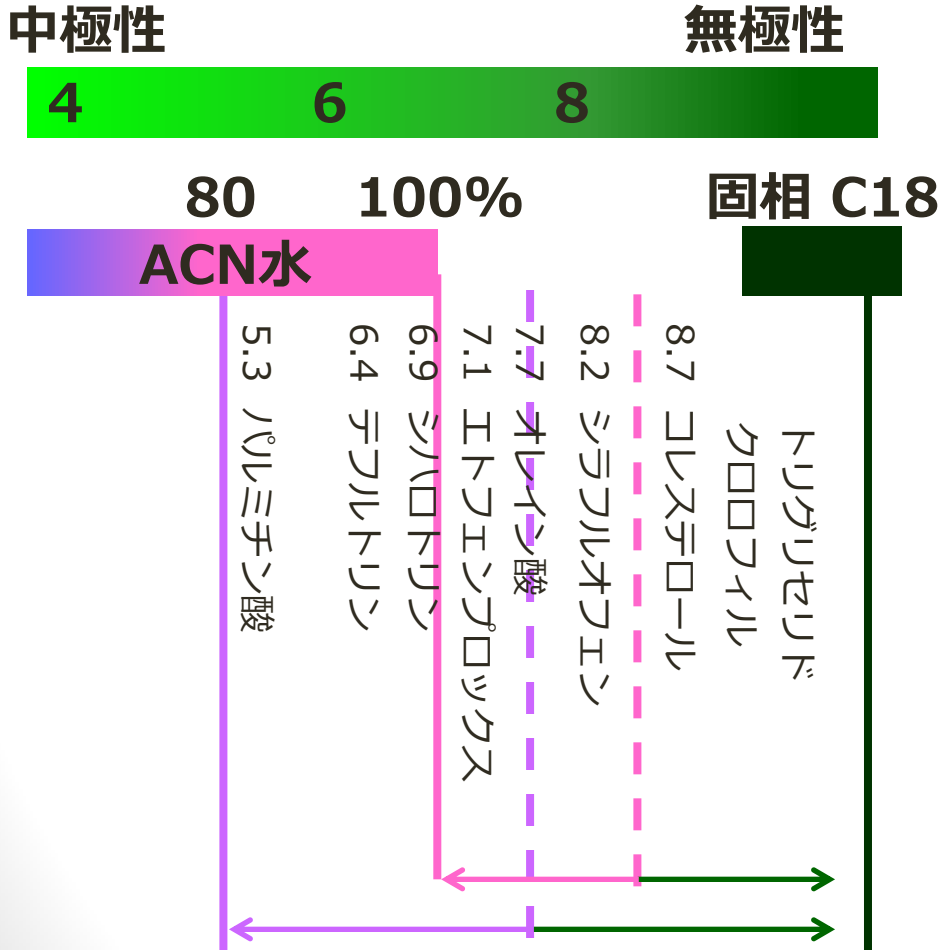 中極性 無極性
4 6 8
80 100% 固相 C18
ACN水
5.3 パルミチン酸
6.4 テフルトリン
6.9 シハロトリン
7.1 エトフェンプロックス
7.7 オレイン酸
8.2 シラフルオフェン
8.7 コレステロール
クロロフィル
トリグリセリド